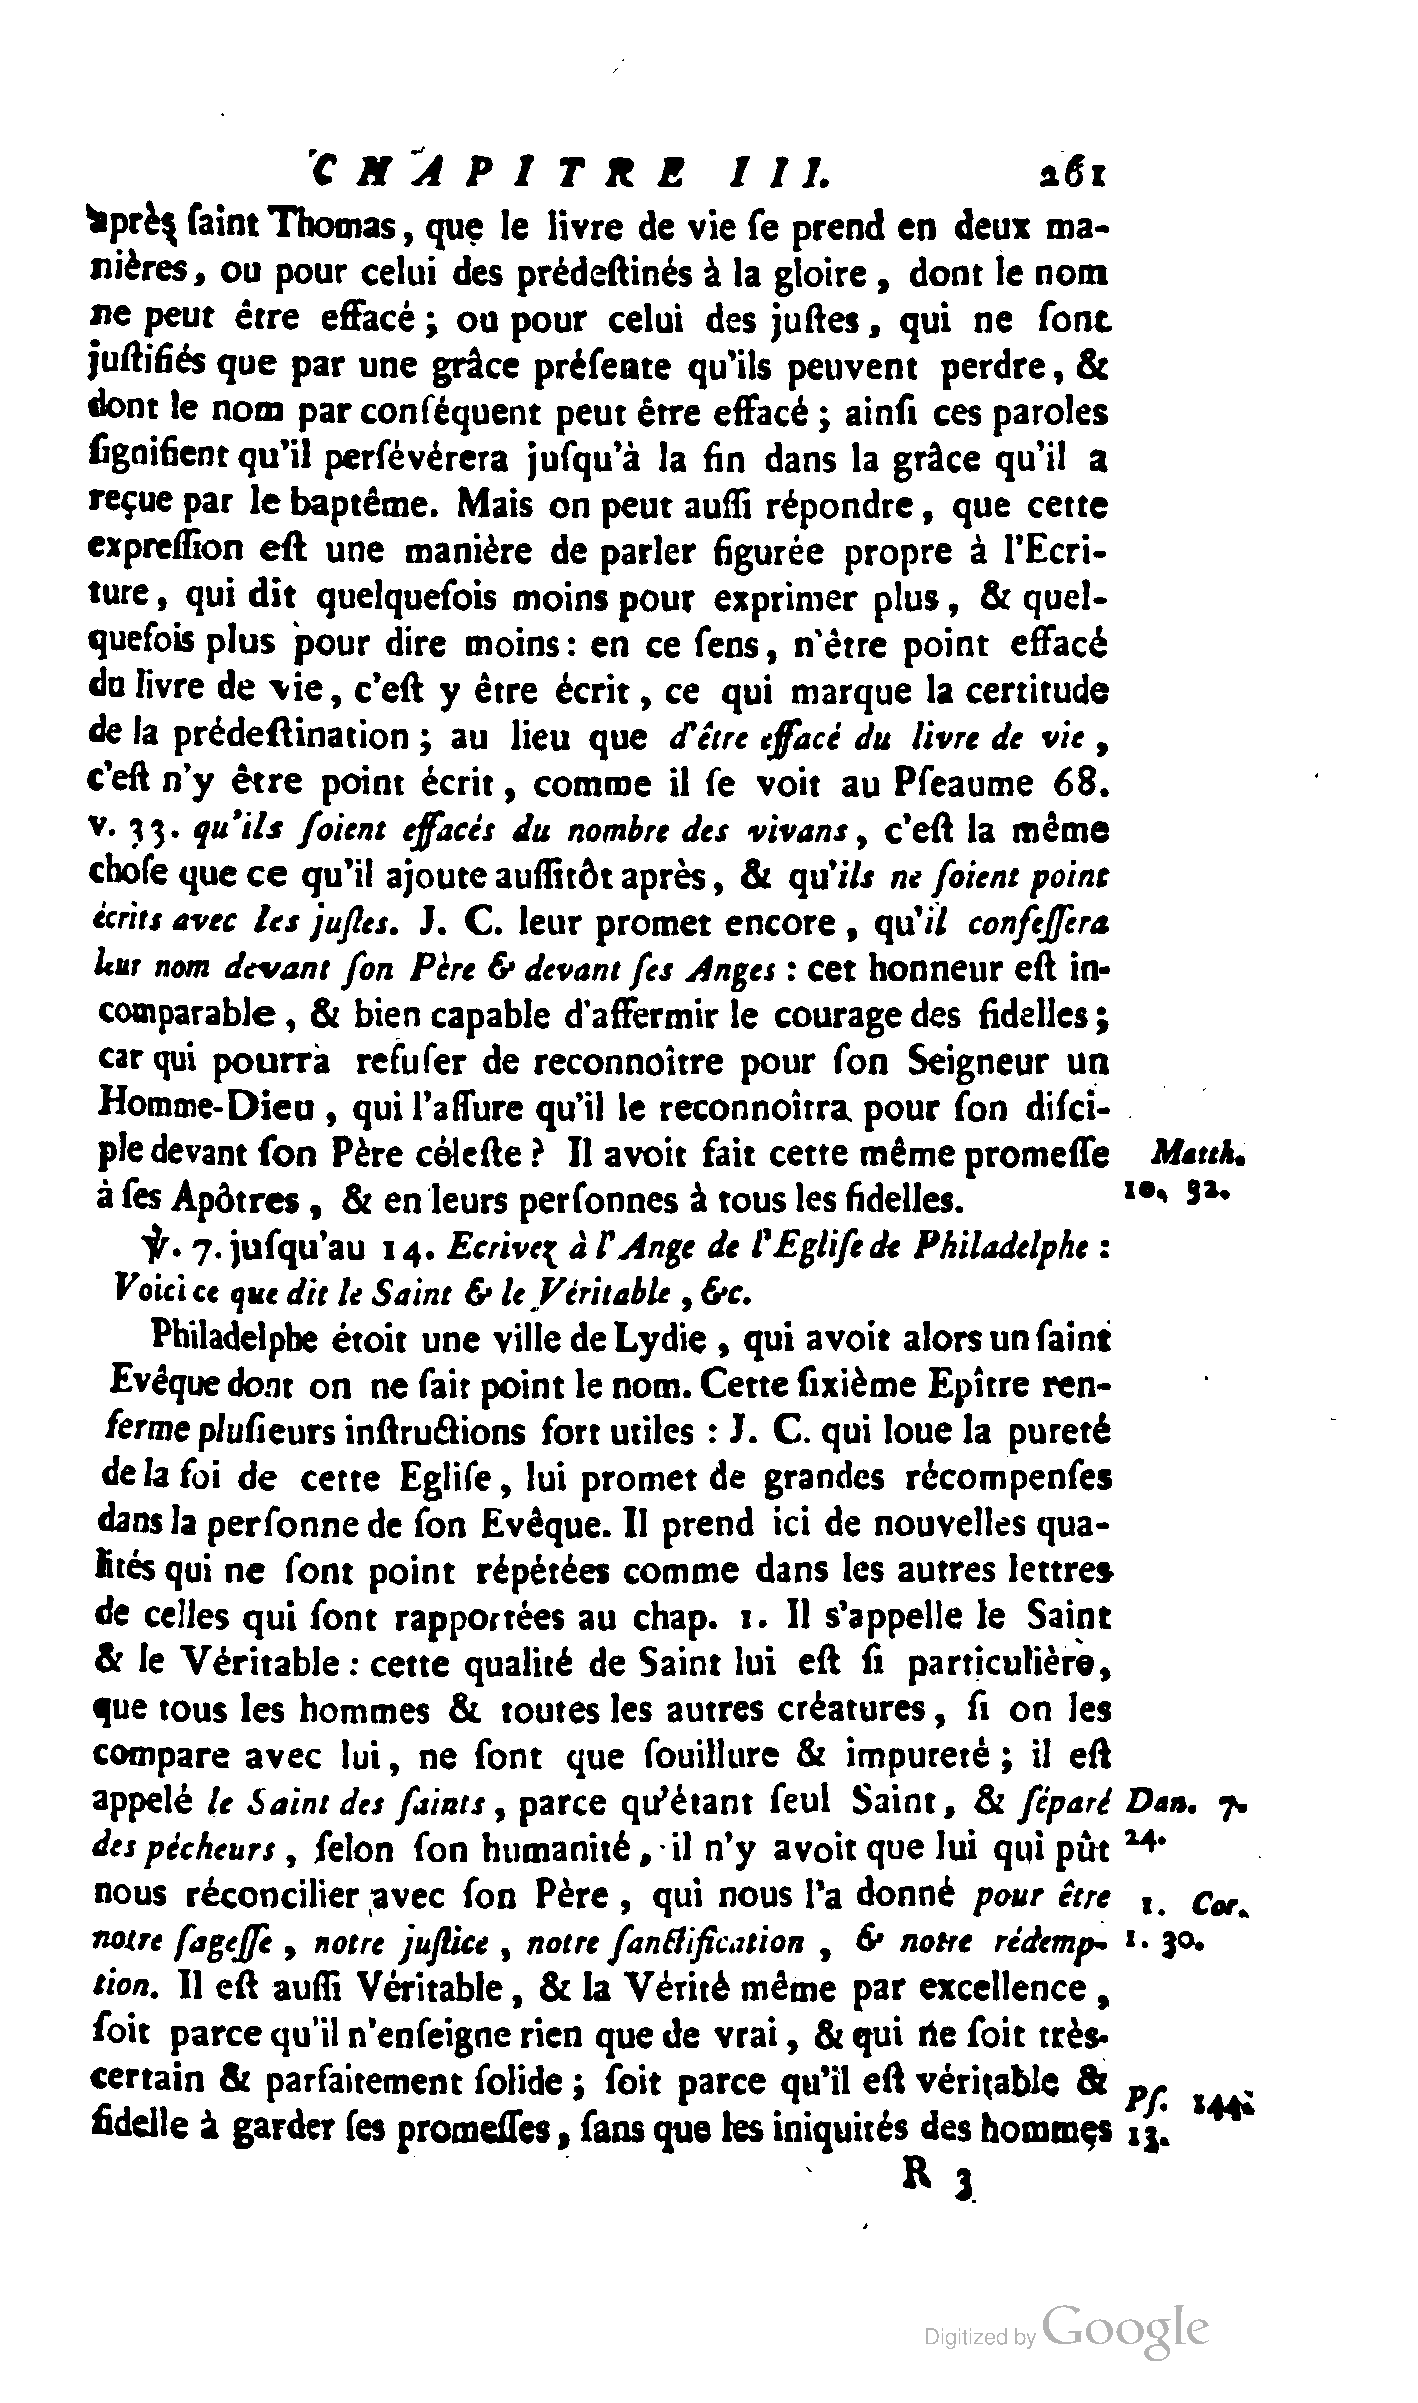 CHAPITRE III. 261
après ſaint Thomas, que le livre de vie ſe prend en deux ma-
nières, ou pour celui des prédeſtinés à la gloire, dont le nom
ne peut être effacé ; ou pour celui des juſtes, qui ne ſont
juſtifiés que par une grâce préſente qu'ils peuvent perdre, &
dont le nom par conſéquent peut être effacé ; ainſi ces paroles
ſignifient qu'il perſévérera juſqu'à la fin dans la grâce qu'il a
reçue par le baptême. Mais on peut auſſi répondre, que cette
expreſſion eſt une manière de parler figurée propre à l'Ecri-
ture, qui dit quelquefois moins pour exprimer plus, & quel-
quefois plus pour dire moins : en ce ſens, n'être point effacé
du livre de vie, c'eſt y être écrit, ce qui marque la certitude
de la prédeſtination ; au lieu que d'être effacé du livre de vie,
c'eſt n'y être point écrit, comme il ſe voit au Pſeaume 68.
v. 33. qu'ils ſoient effacés du nombre des vivans, c'eſt la même
choſe que ce qu'il ajoute auſſitôt après, & qu'ils ne ſoient point
écrits avec les juſtes. J. C. leur promet encore, qu'il confeſſera
leur nom devant ſon Père & devant ſes Anges : cet honneur eſt in-
comparable, & bien capable d'affermir le courage des fidelles ;
car qui pourra refuſer de reconnoître pour ſon Seigneur un
Homme-Dieu, qui l'aſſure qu'il le reconnoîtra pour ſon diſci-
ple devant ſon Père céleſte ? Il avoit fait cette même promeſſe Matth.
à ſes Apôtres, & en leurs perſonnes à tous les fidelles. 10. 32.
℣. 7. juſqu'au 14. Ecrivez à l'Ange de l'Egliſe de Philadelphe :
Voici ce que dit le Saint & le Véritable, &c.
Philadelphe étoit une ville de Lydie, qui avoit alors un ſaint
Evêque dont on ne ſait point le nom. Cette ſixième Epître ren-
ferme pluſieurs inſtructions fort utiles : J. C. qui loue la pureté
de la foi de cette Egliſe, lui promet de grandes récompenſes
dans la perſonne de ſon Evêque. Il prend ici de nouvelles qua-
lités qui ne ſont point répétées comme dans les autres lettres
de celles qui ſont rapportées au chap. 1. Il s'appelle le Saint
& le Véritable : cette qualité de Saint lui eſt ſi particulière,
que tous les hommes & toutes les autres créatures, ſi on les
compare avec lui, ne ſont que ſouillure & impureté ; il eſt
appelé le Saint des ſaints, parce qu'étant ſeul Saint, & ſéparé Dan. 7.
des pécheurs, ſelon ſon humanité, il n'y avoit que lui qui pût 24.
nous réconcilier avec ſon Père, qui nous l'a donné pour être 1. Cor.
notre ſageſſe, notre juſtice, notre ſanctification, & notre rédemp- 1. 30.
tion. Il eſt auſſi Véritable, & la Vérité même par excellence,
ſoit parce qu'il n'enſeigne rien que de vrai, & qui ne ſoit très-
certain & parfaitement ſolide ; ſoit parce qu'il eſt véritable & Pſ. 144.
fidelle à garder ſes promeſſes, ſans que les iniquités des hommes 13.
R 3
Digitized by Google